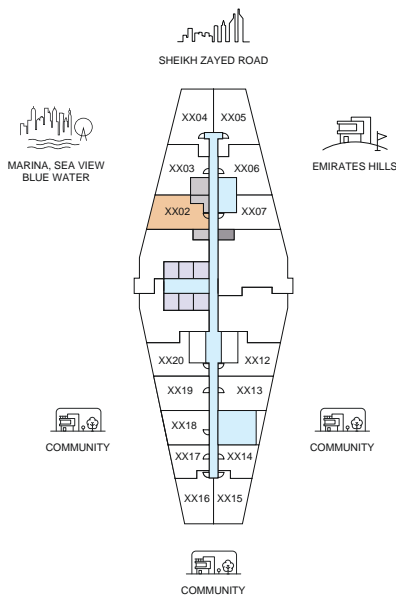 SHEIKH ZAYED ROAD
MARINA, SEA VIEW
BLUE WATER
EMIRATES HILLS
XX04 XX05
XX03 XX06
XX02 XX07
XX20 XX12
XX19 XX13
XX18
XX17 XX14
XX16 XX15
COMMUNITY
COMMUNITY
COMMUNITY